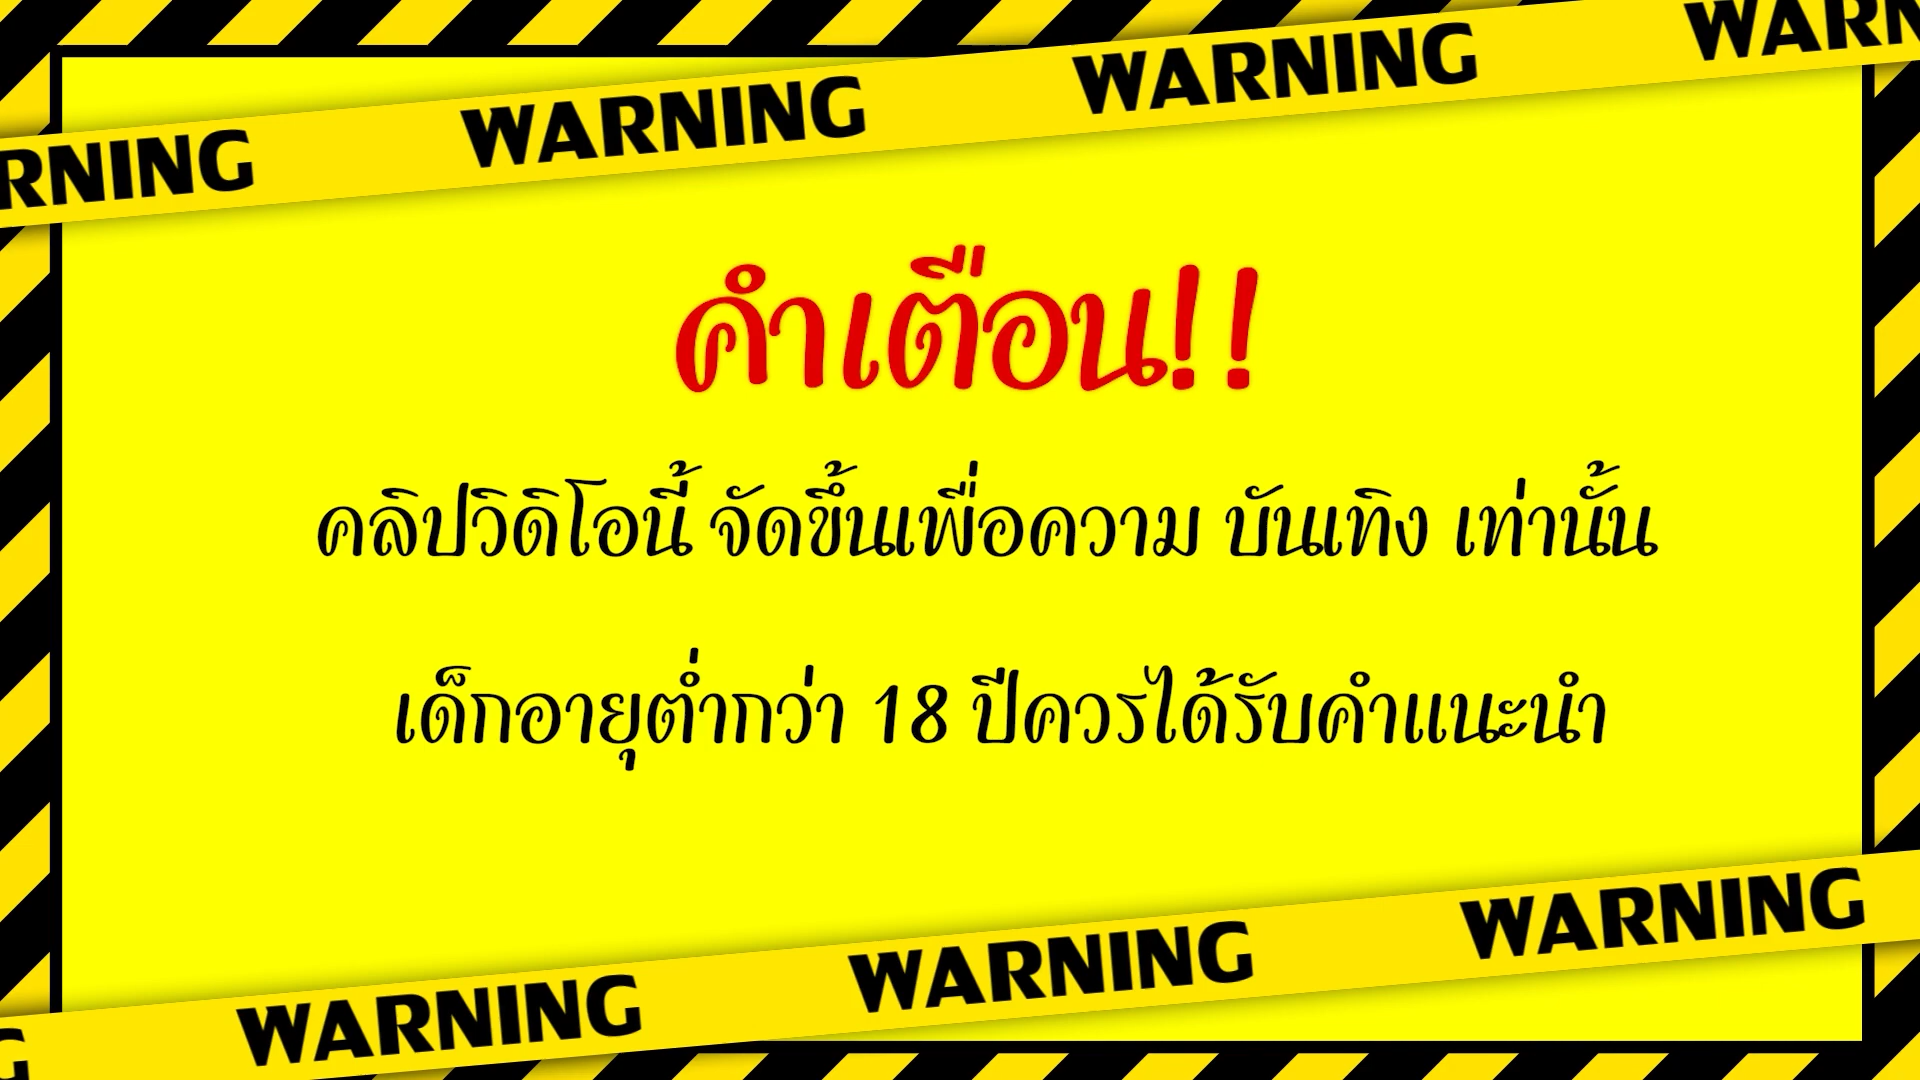 WARNING WARNING WARNING WARNING
คำเตือน!!
คลิปวิดิโอนี้ จัดขึ้นเพื่อความ บันเทิง เท่านั้น
เด็กอายุต่ำกว่า 18 ปีควรได้รับคำแนะนำ
WARNING WARNING WARNING